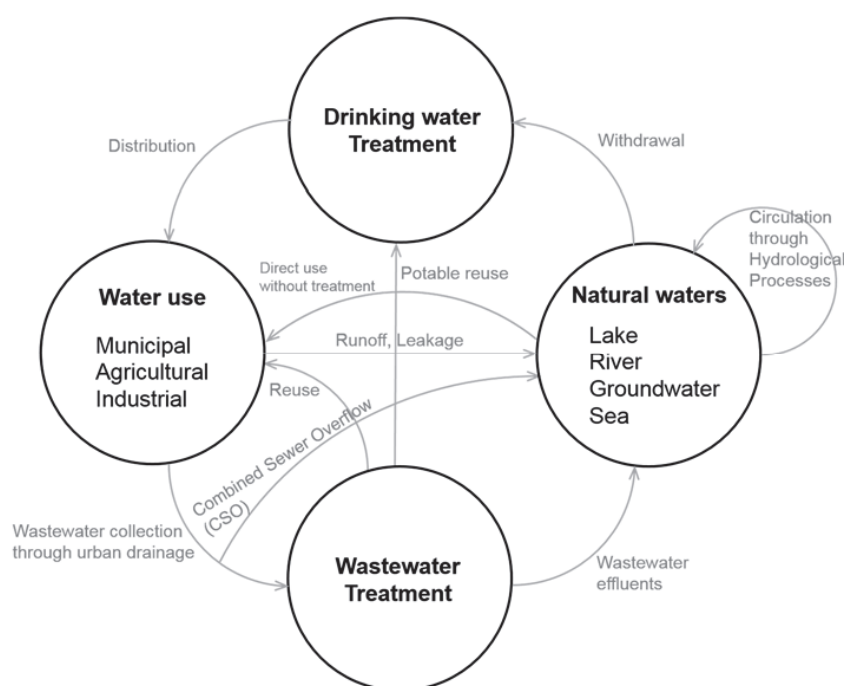 Drinking water
Treatment
Distribution
Withdrawal
Circulation
through
Hydrological
Processes
Direct use
without treatment
Potable reuse
Water use
Municipal
Agricultural
Industrial
Natural waters
Lake
River
Groundwater
Sea
Runoff, Leakage
Reuse
Combined Sewer Overflow
(CSO)
Wastewater collection
through urban drainage
Wastewater
Treatment
Wastewater
effluents